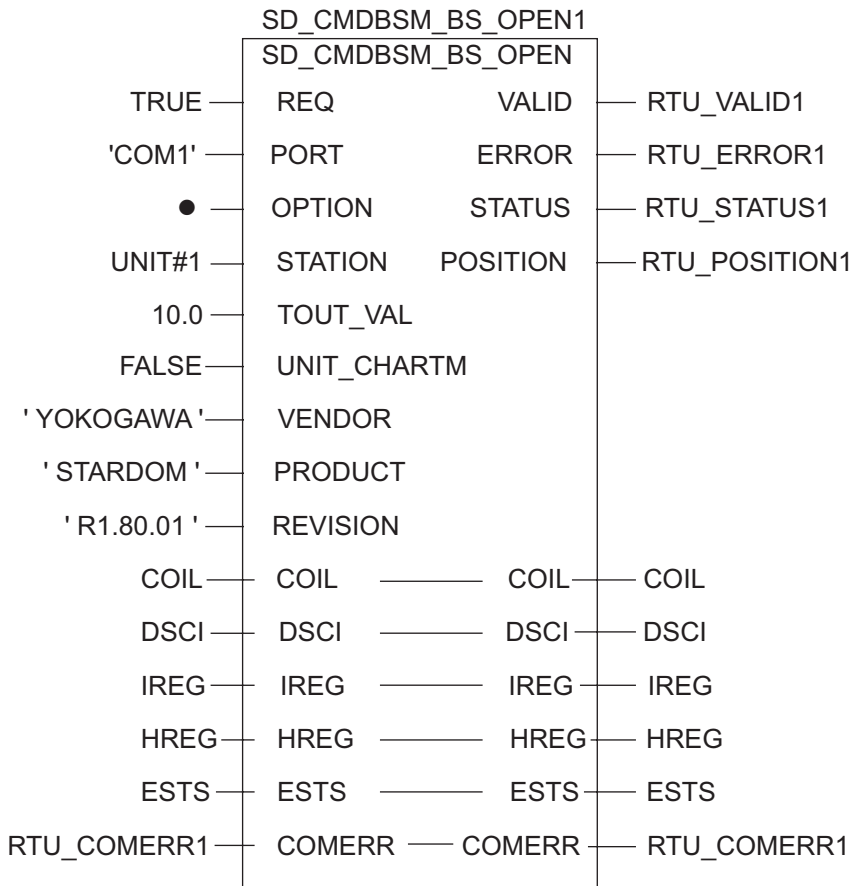 SD_CMDBSM_BS_OPEN1
SD_CMDBSM_BS_OPEN
TRUE REQ VALID RTU_VALID1
'COM1' PORT ERROR RTU_ERROR1
OPTION STATUS RTU_STATUS1
UNIT#1 STATION POSITION RTU_POSITION1
10.0 TOUT_VAL
FALSE UNIT_CHARTM
' YOKOGAWA ' VENDOR
' STARDOM ' PRODUCT
' R1.80.01 ' REVISION
COIL COIL COIL COIL
DSCI DSCI DSCI DSCI
IREG IREG IREG IREG
HREG HREG HREG HREG
ESTS ESTS ESTS ESTS
RTU_COMERR1 COMERR COMERR RTU_COMERR1